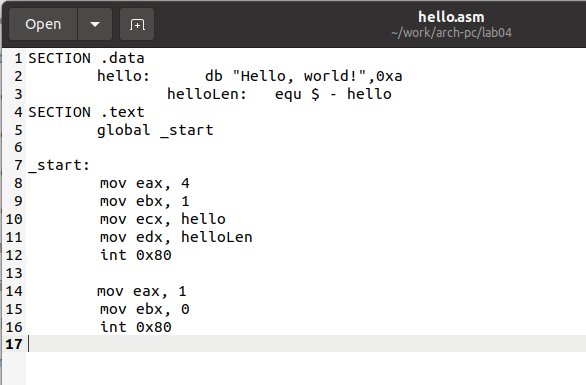 Open
hello.asm
~/work/arch-pc/lab04
1 SECTION .data
2 hello: db "Hello, world!",0xa
3 helloLen: equ $ - hello
4 SECTION .text
5 global _start
6
7 _start:
8 mov eax, 4
9 mov ebx, 1
10 mov ecx, hello
11 mov edx, helloLen
12 int 0x80
13
14 mov eax, 1
15 mov ebx, 0
16 int 0x80
17